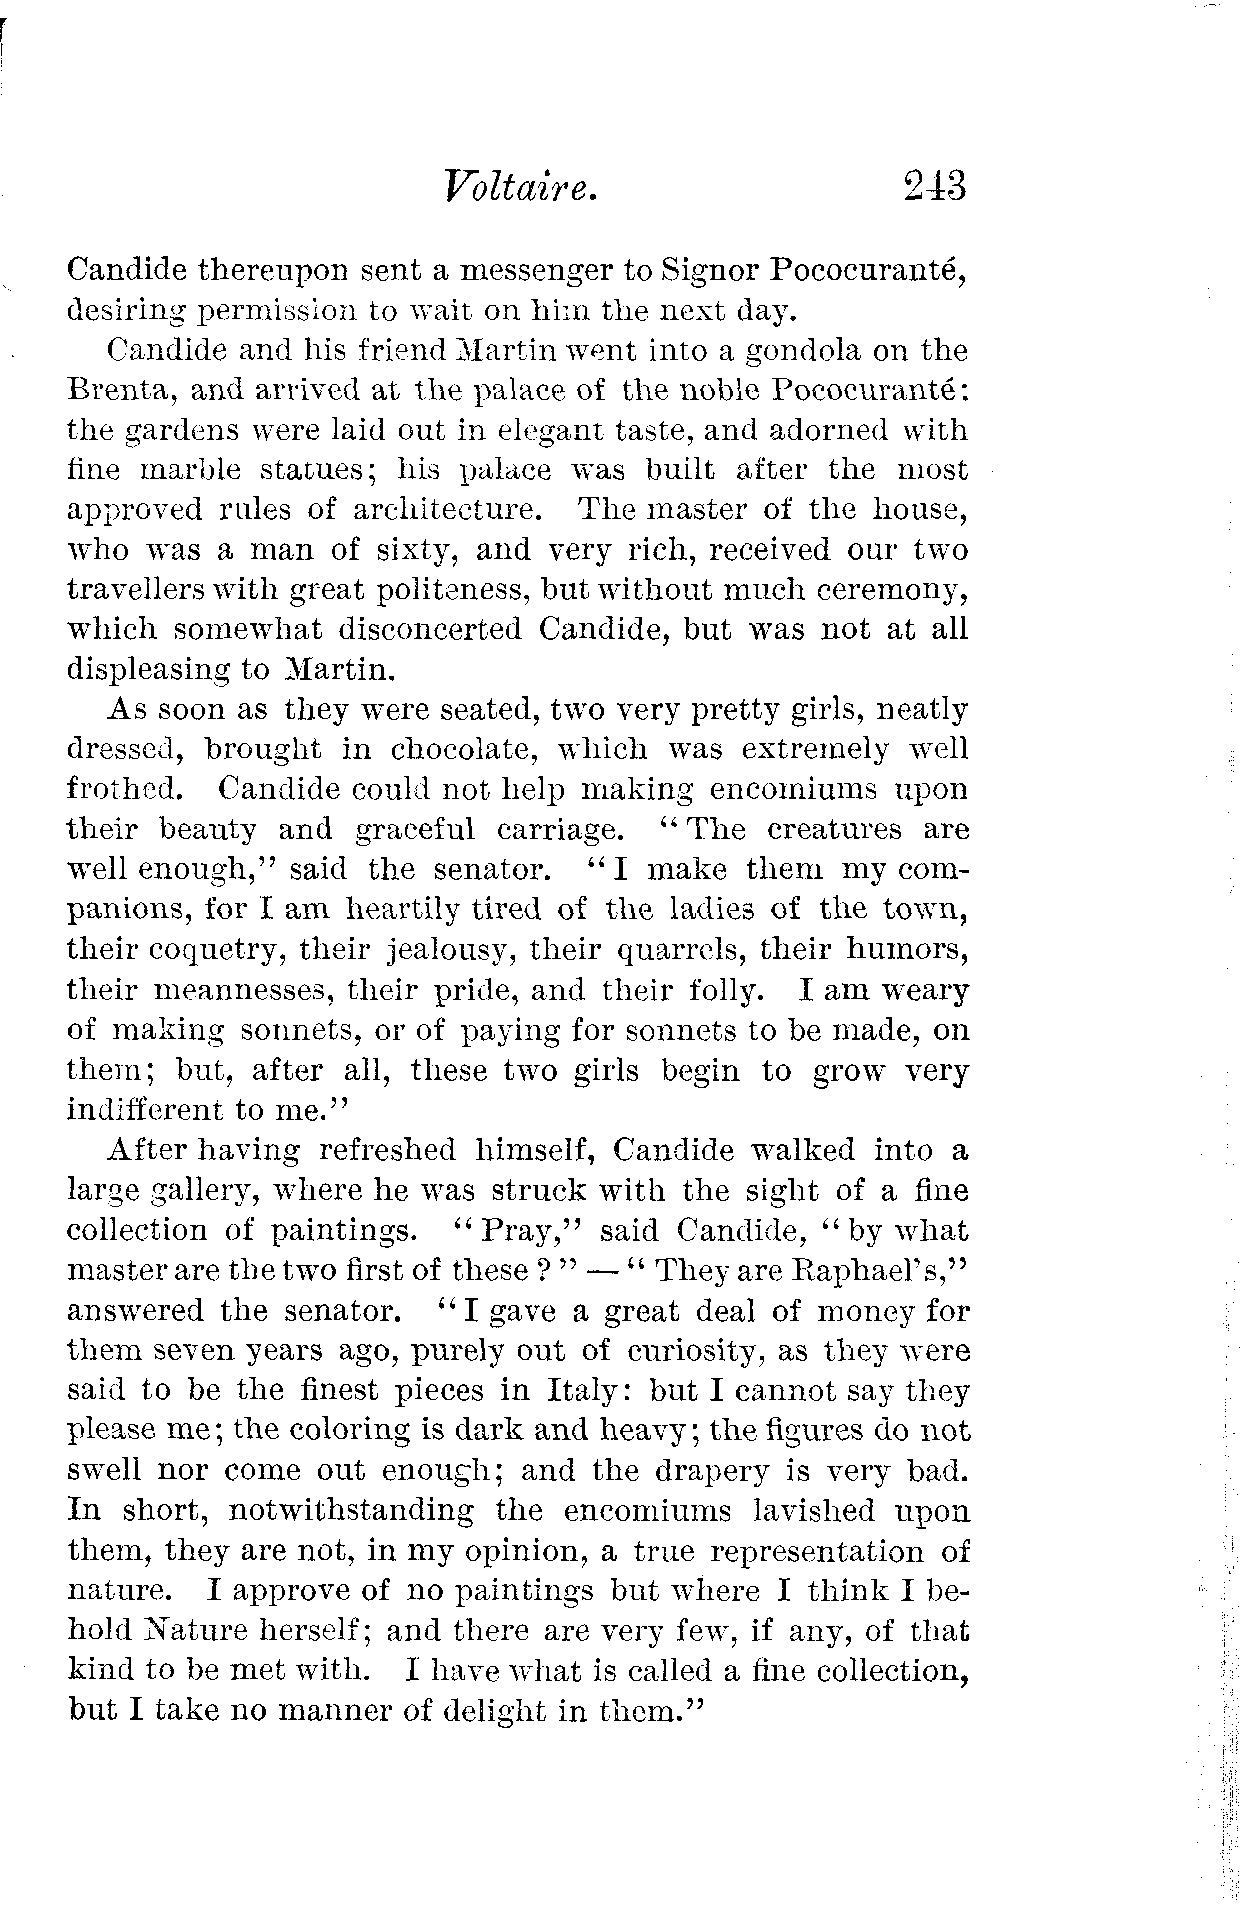 Voltaire. 243
Candide thereupon sent a messenger to Signor Pococuranté,
desiring permission to wait on him the next day.
Candide and his friend Martin went into a gondola on the
Brenta, and arrived at the palace of the noble Pococuranté:
the gardens were laid out in elegant taste, and adorned with
fine marble statues; his palace was built after the most
approved rules of architecture. The master of the house,
who was a man of sixty, and very rich, received our two
travellers with great politeness, but without much ceremony,
which somewhat disconcerted Candide, but was not at all
displeasing to Martin.
As soon as they were seated, two very pretty girls, neatly
dressed, brought in chocolate, which was extremely well
frothed. Candide could not help making encomiums upon
their beauty and graceful carriage. "The creatures are
well enough," said the senator. "I make them my com-
panions, for I am heartily tired of the ladies of the town,
their coquetry, their jealousy, their quarrels, their humors,
their meannesses, their pride, and their folly. I am weary
of making sonnets, or of paying for sonnets to be made, on
them; but, after all, these two girls begin to grow very
indifferent to me."
After having refreshed himself, Candide walked into a
large gallery, where he was struck with the sight of a fine
collection of paintings. "Pray," said Candide, "by what
master are the two first of these?" — "They are Raphael's,"
answered the senator. "I gave a great deal of money for
them seven years ago, purely out of curiosity, as they were
said to be the finest pieces in Italy: but I cannot say they
please me; the coloring is dark and heavy; the figures do not
swell nor come out enough; and the drapery is very bad.
In short, notwithstanding the encomiums lavished upon
them, they are not, in my opinion, a true representation of
nature. I approve of no paintings but where I think I be-
hold Nature herself; and there are very few, if any, of that
kind to be met with. I have what is called a fine collection,
but I take no manner of delight in them."